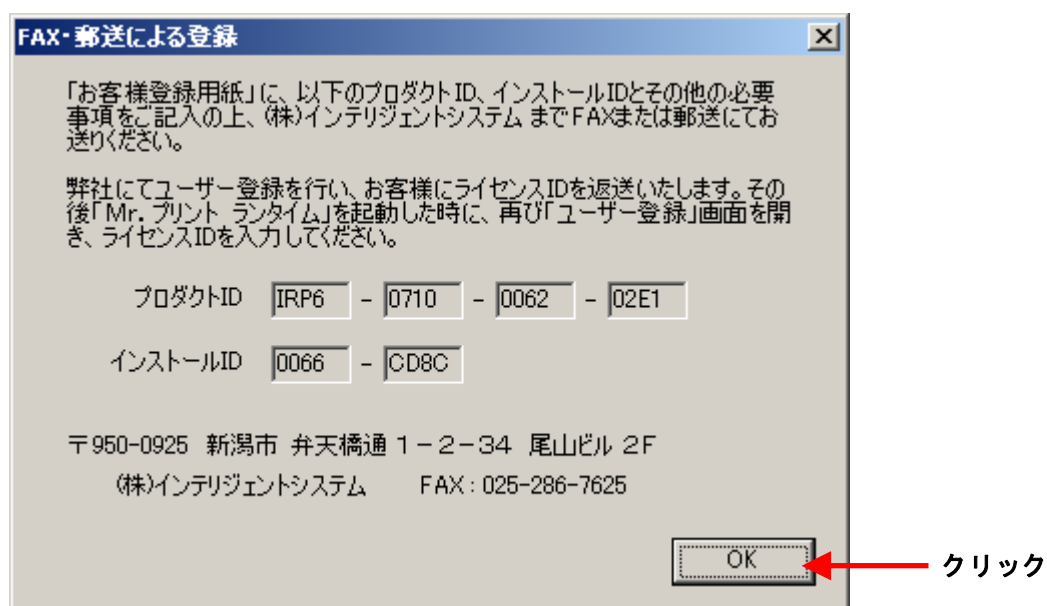 FAX・郵送による登録
「お客様登録用紙」に、以下のプロダクトID、インストールIDとその他の必要
事項をご記入の上、(株)インテリジェントシステム までFAXまたは郵送にてお
送りください。
弊社にてユーザー登録を行い、お客様にライセンスIDを返送いたします。その
後「Mr. プリント ランタイム」を起動した時に、再び「ユーザー登録」画面を開
き、ライセンスIDを入力してください。
プロダクトID IRP6 - 0710 - 0062 - 02E1
インストールID 0066 - CD8C
〒950-0925 新潟市 弁天橋通 1-2-34 尾山ビル 2F
(株)インテリジェントシステム FAX : 025-286-7625
OK クリック